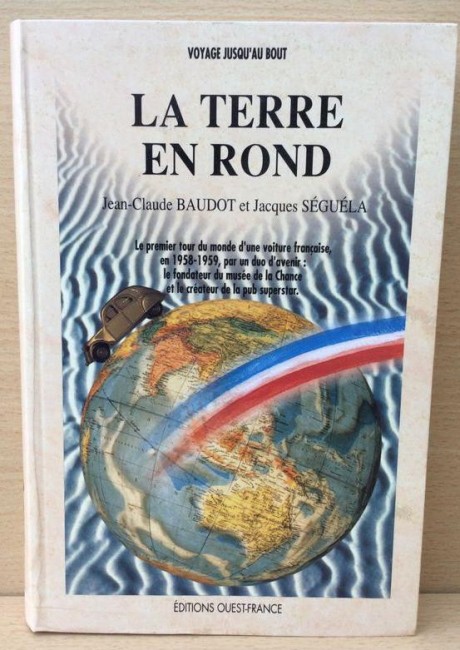 VOYAGE JUSQU'AU BOUT
LA TERRE
EN ROND
Jean-Claude BAUDOT et Jacques SÉGUÉLA
Le premier tour du monde d'une voiture française,
en 1958-1959, par un duo d'avenir :
le fondateur du musée de la Chance
et le créateur de la pub superstar.
ÉDITIONS OUEST-FRANCE